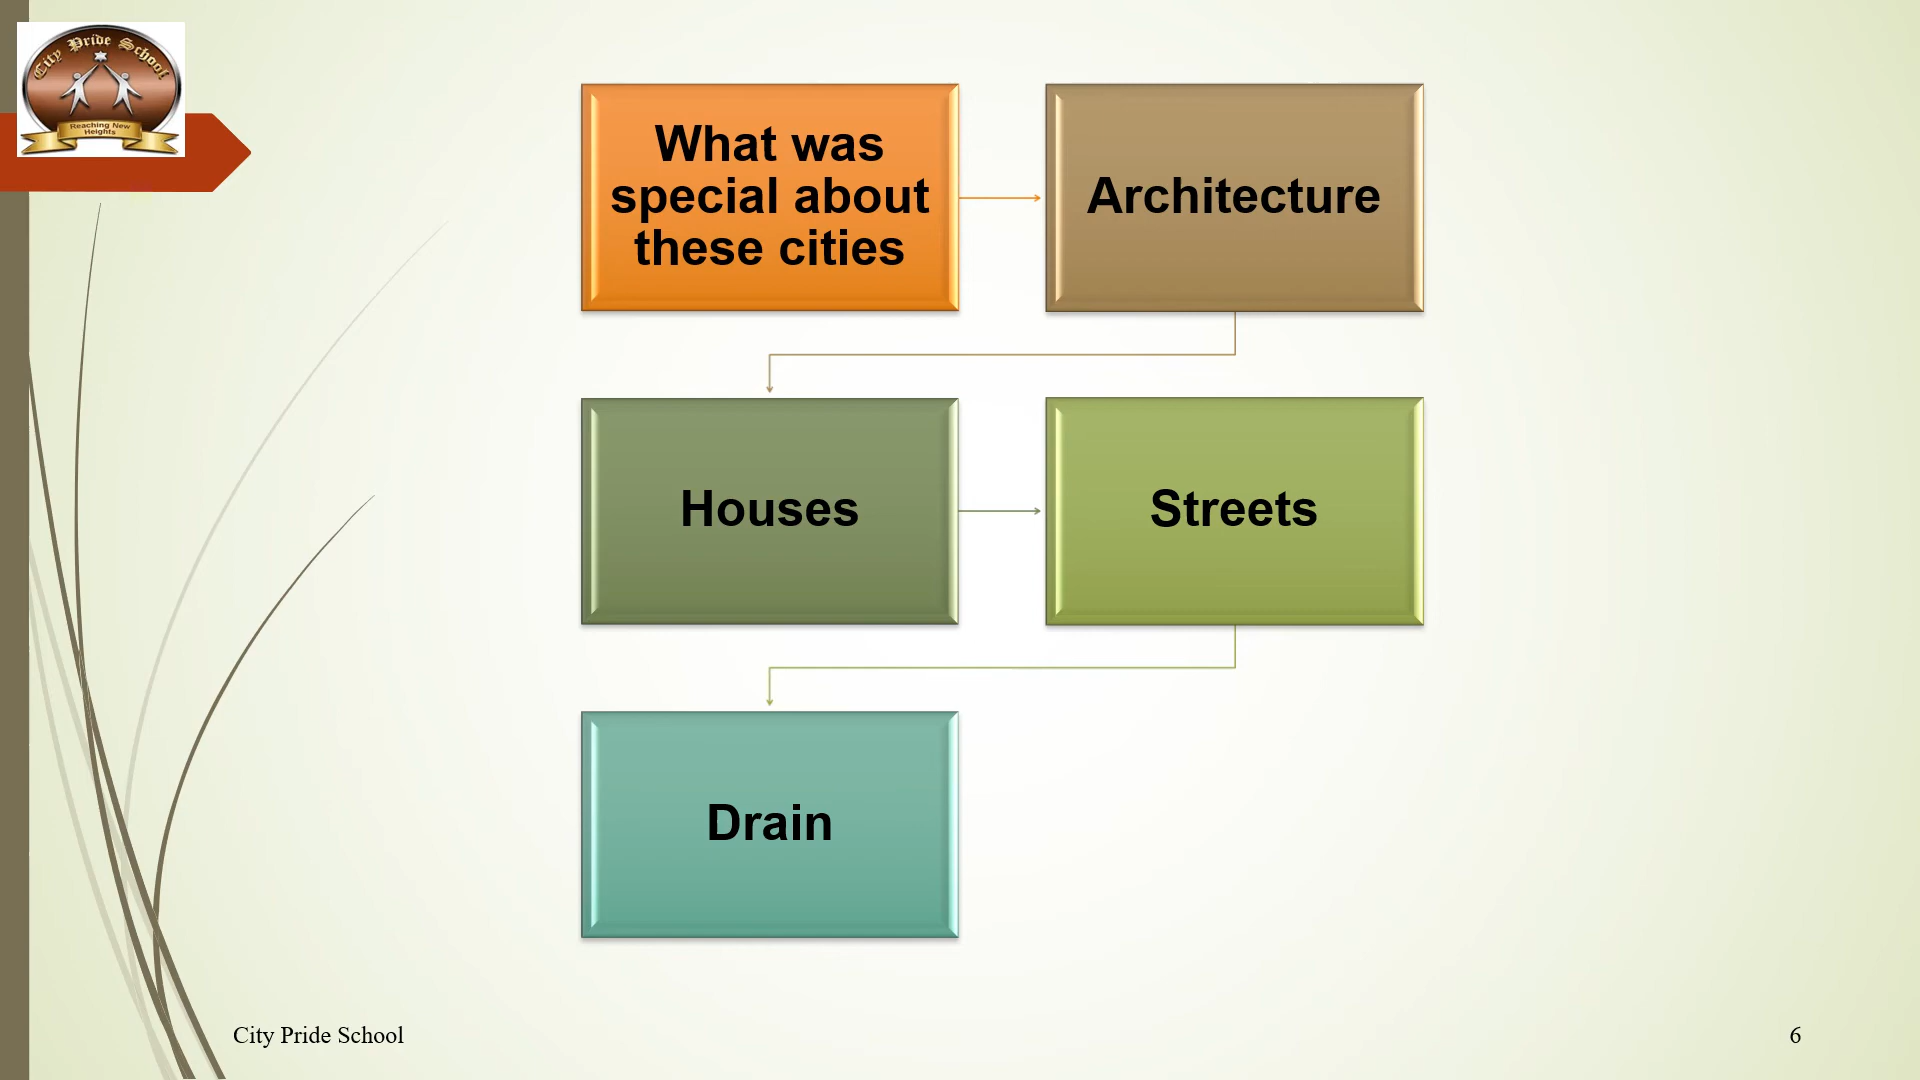 City Pride School
Reaching New
Heights
What was
special about
these cities
Architecture
Houses
Streets
Drain
City Pride School
6